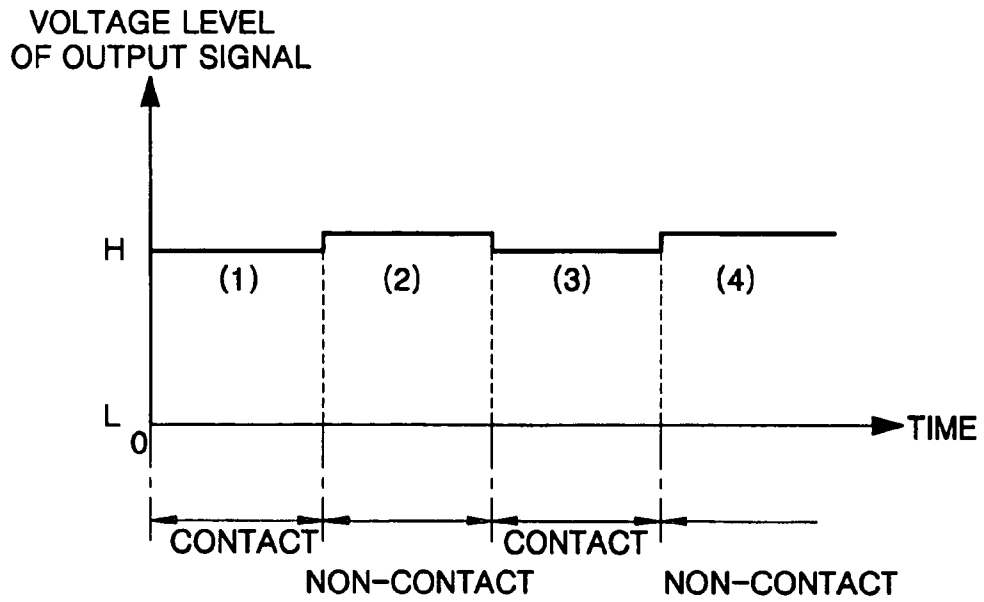 VOLTAGE LEVEL
OF OUTPUT SIGNAL
H
(1)
(2)
(3)
(4)
L
0
TIME
CONTACT
CONTACT
NON-CONTACT
NON-CONTACT